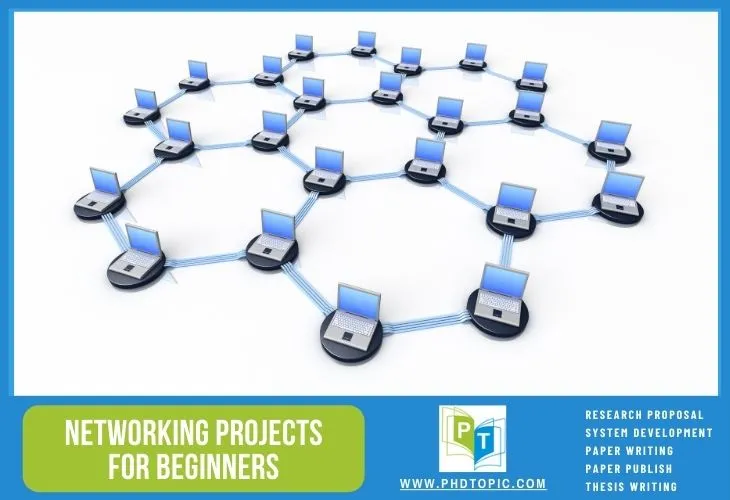 NETWORKING PROJECTS
FOR BEGINNERS
P
T
WWW.PHDTOPIC.COM
RESEARCH PROPOSAL
SYSTEM DEVELOPMENT
PAPER WRITING
PAPER PUBLISH
THESIS WRITING